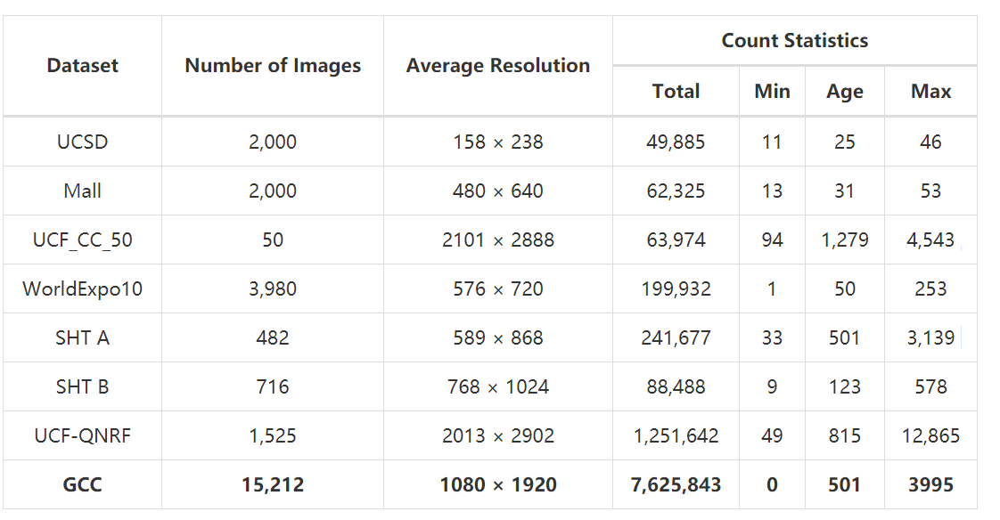 Dataset Number of Images Average Resolution Count Statistics
Total Min Age Max
UCSD 2,000 158 × 238 49,885 11 25 46
Mall 2,000 480 × 640 62,325 13 31 53
UCF_CC_50 50 2101 × 2888 63,974 94 1,279 4,543
WorldExpo10 3,980 576 × 720 199,932 1 50 253
SHT A 482 589 × 868 241,677 33 501 3,139
SHT B 716 768 × 1024 88,488 9 123 578
UCF-QNRF 1,525 2013 × 2902 1,251,642 49 815 12,865
GCC 15,212 1080 × 1920 7,625,843 0 501 3995